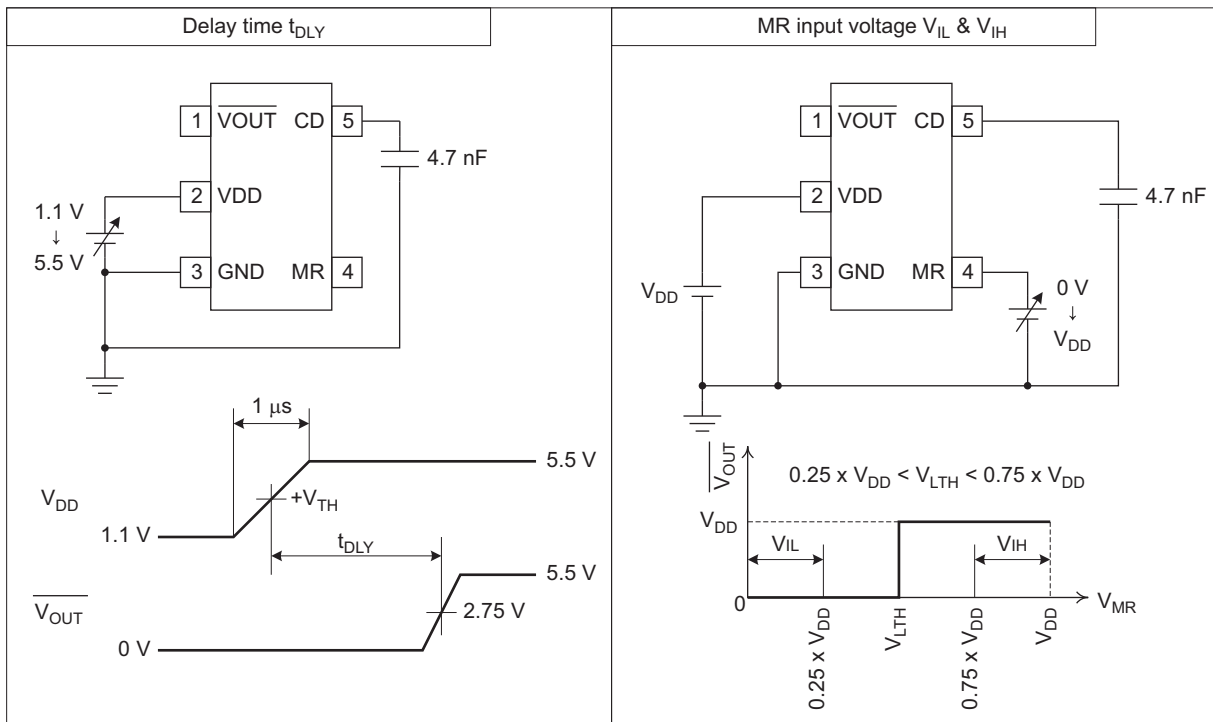 Delay time tDLY
1 VOUT CD 5
4.7 nF
2 VDD
1.1 V
↓
5.5 V
3 GND MR 4
1 μs
5.5 V
VDD
+VTH
1.1 V
tDLY
5.5 V
VOUT
2.75 V
0 V
MR input voltage VIL & VIH
1 VOUT CD 5
2 VDD
4.7 nF
3 GND MR 4
VDD
0 V
↓
VDD
VOUT
0.25 x VDD < VLTH < 0.75 x VDD
VDD
VIL
VIH
0
VMR
0.25 x VDD
VLTH
0.75 x VDD
VDD